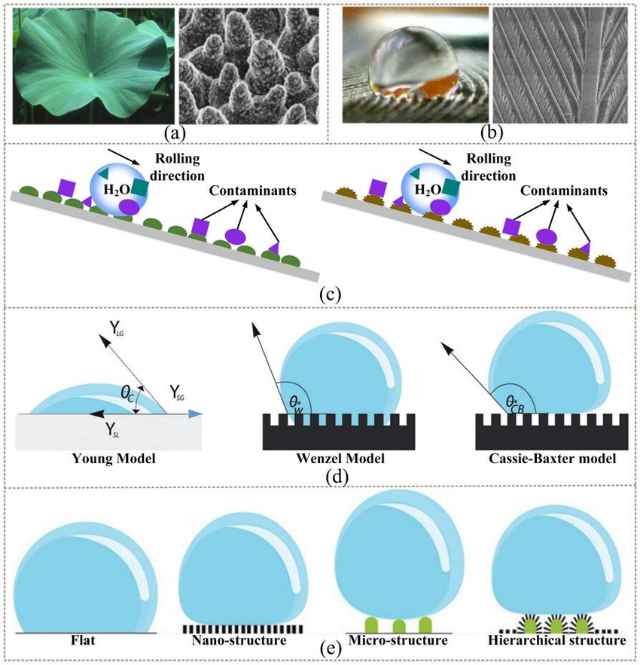 (a)
(b)
Rolling
direction
H₂O
Contaminants
Rolling
direction
H₂O
Contaminants
(c)
Y_LG
θ_C
Y_SG
Y_SL
Young Model
θ*_W
Wenzel Model
θ*_CB
Cassie-Baxter model
(d)
Flat
Nano-structure
Micro-structure
Hierarchical structure
(e)